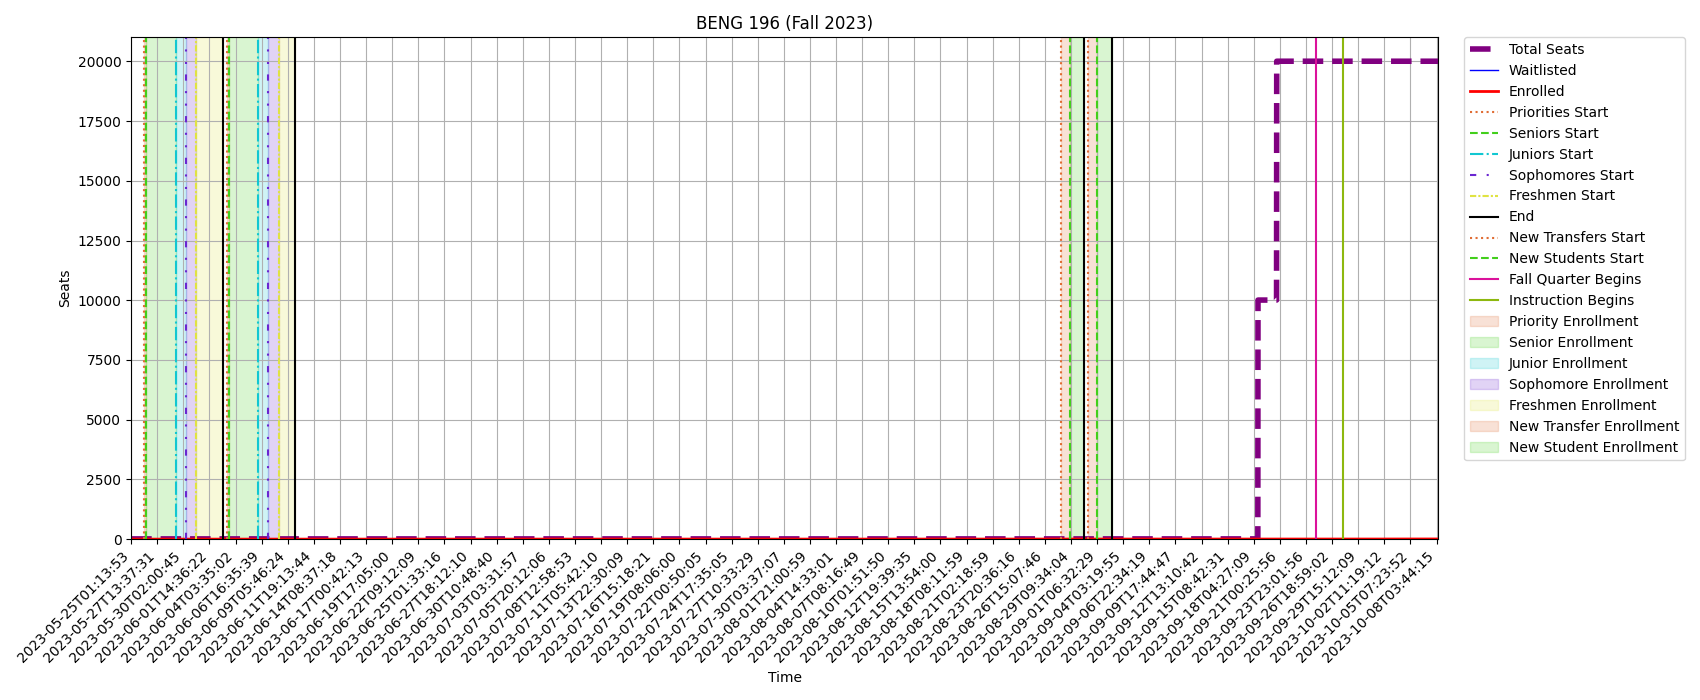 BENG 196 (Fall 2023)
Seats
20000
17500
15000
12500
10000
7500
5000
2500
0
2023-05-25T01:13:53
2023-05-27T13:37:31
2023-05-30T02:00:45
2023-06-01T14:36:22
2023-06-04T03:35:02
2023-06-06T16:35:39
2023-06-09T05:46:24
2023-06-11T19:13:44
2023-06-14T08:37:18
2023-06-17T00:42:13
2023-06-19T17:05:00
2023-06-22T09:12:09
2023-06-25T01:33:16
2023-06-27T18:12:10
2023-06-30T10:48:40
2023-07-03T03:31:57
2023-07-05T20:12:06
2023-07-08T12:58:53
2023-07-11T05:42:10
2023-07-13T22:30:09
2023-07-16T15:18:21
2023-07-19T08:06:00
2023-07-22T00:50:05
2023-07-24T17:35:05
2023-07-27T10:33:29
2023-07-30T03:37:07
2023-08-01T21:00:59
2023-08-04T14:33:01
2023-08-07T08:16:49
2023-08-10T01:51:50
2023-08-12T19:39:35
2023-08-15T13:54:00
2023-08-18T08:11:59
2023-08-21T02:18:59
2023-08-23T20:36:16
2023-08-26T15:07:46
2023-08-29T09:34:04
2023-09-01T06:32:29
2023-09-04T03:19:55
2023-09-06T22:34:19
2023-09-09T17:44:47
2023-09-12T13:10:42
2023-09-15T08:42:31
2023-09-18T04:27:09
2023-09-21T00:25:56
2023-09-23T23:01:56
2023-09-26T18:59:02
2023-09-29T15:12:09
2023-10-02T11:19:12
2023-10-05T07:23:52
2023-10-08T03:44:15
Time
Total Seats
Waitlisted
Enrolled
Priorities Start
Seniors Start
Juniors Start
Sophomores Start
Freshmen Start
End
New Transfers Start
New Students Start
Fall Quarter Begins
Instruction Begins
Priority Enrollment
Senior Enrollment
Junior Enrollment
Sophomore Enrollment
Freshmen Enrollment
New Transfer Enrollment
New Student Enrollment